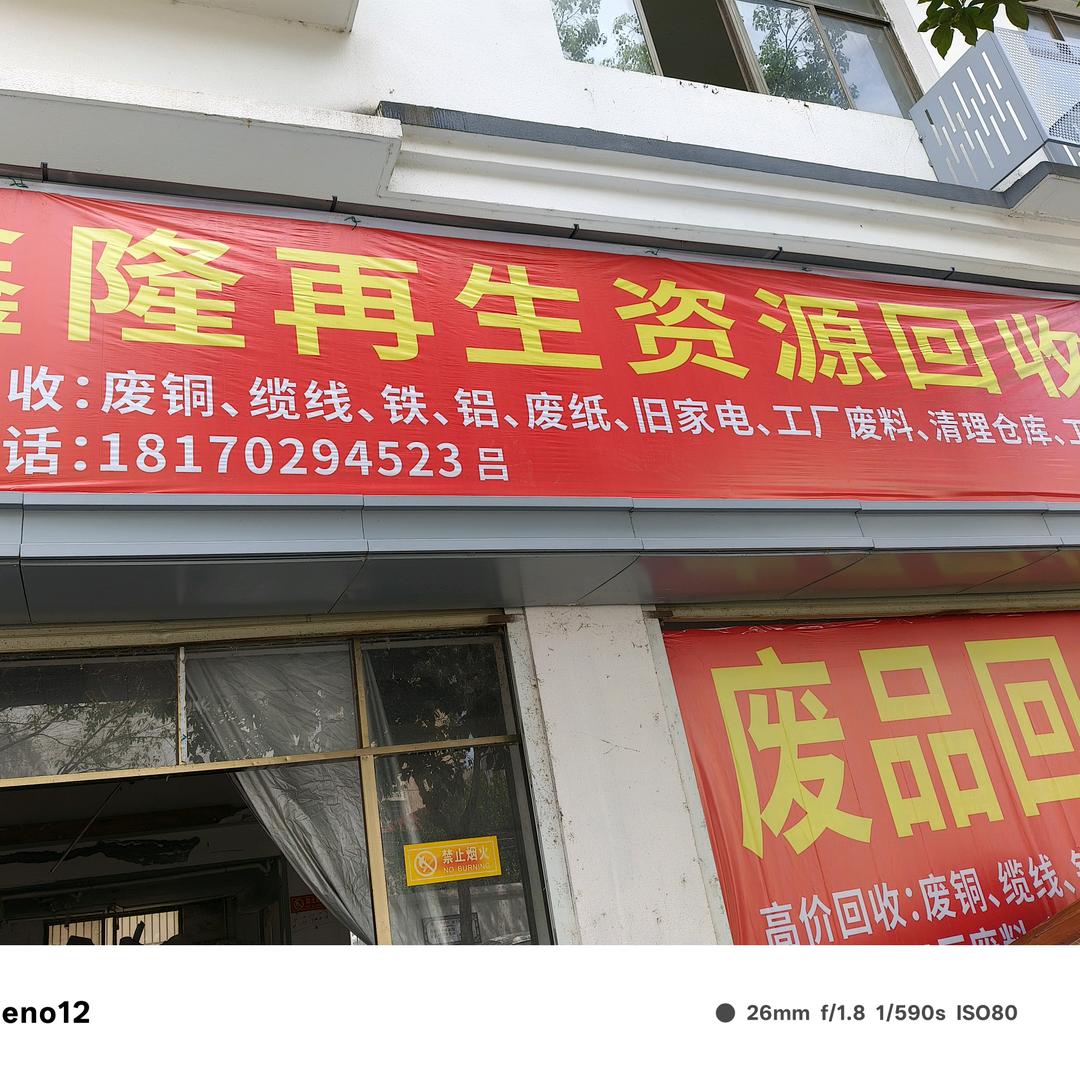 隆再生资源回收
收：废铜、缆线、铁、铝、废纸、旧家电、工厂废料、清理仓库、工
话：18170294523 吕
废品回
高价回收：废铜、缆线、
禁止烟火
NO BURNING
eno12
26mm f/1.8 1/590s ISO80